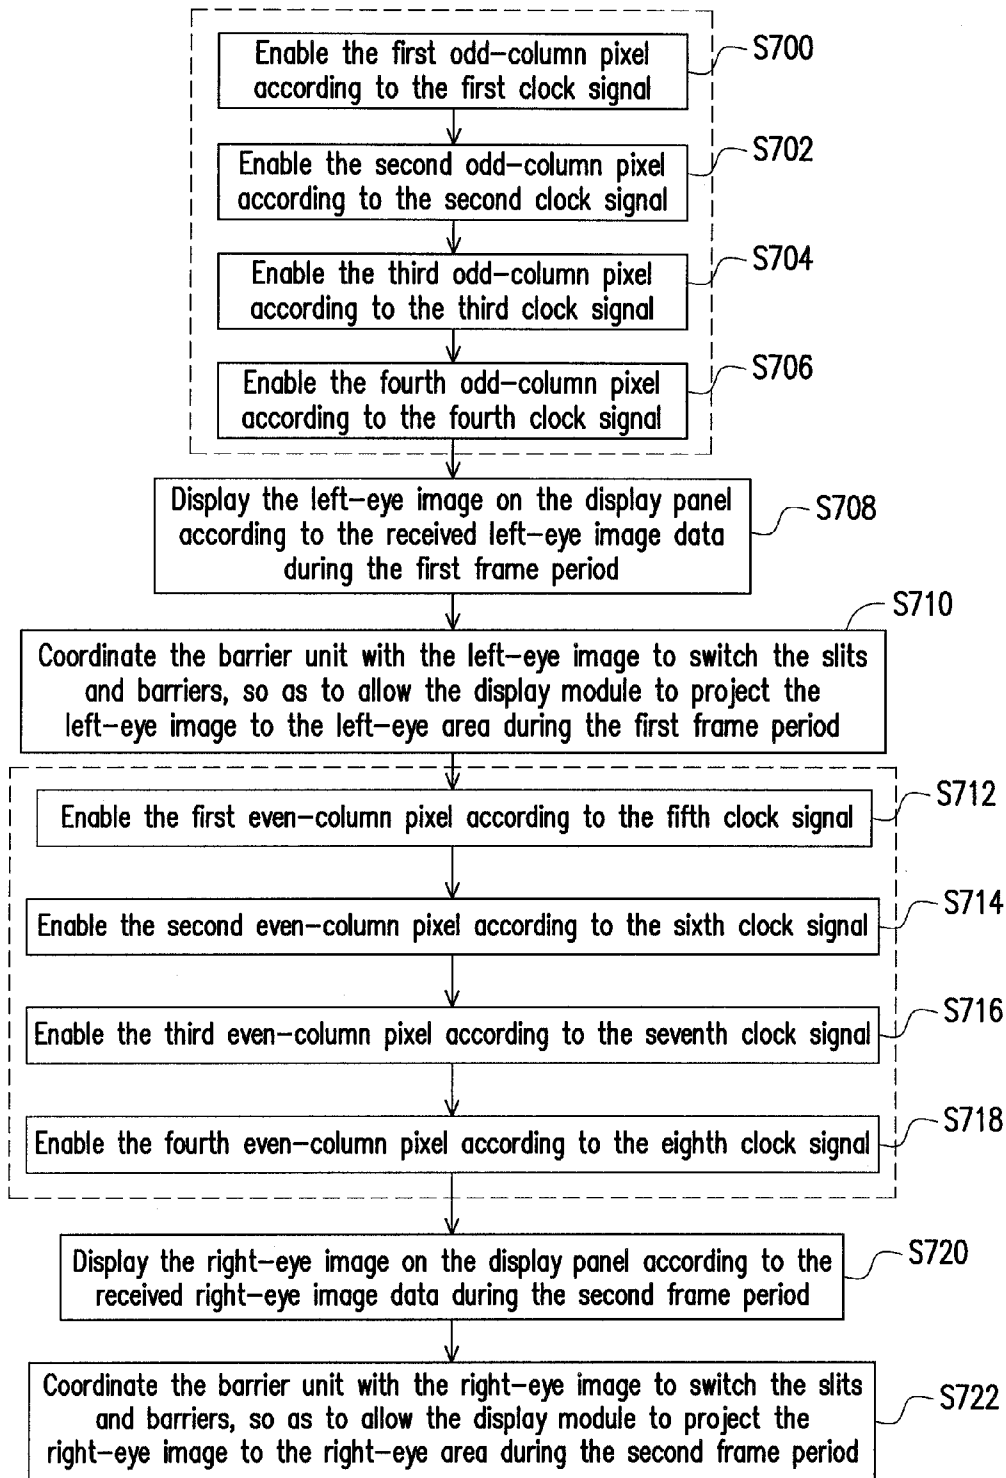 Enable the first odd-column pixel
according to the first clock signal
S700
Enable the second odd-column pixel
according to the second clock signal
S702
Enable the third odd-column pixel
according to the third clock signal
S704
Enable the fourth odd-column pixel
according to the fourth clock signal
S706
Display the left-eye image on the display panel
according to the received left-eye image data
during the first frame period
S708
Coordinate the barrier unit with the left-eye image to switch the slits
and barriers, so as to allow the display module to project the
left-eye image to the left-eye area during the first frame period
S710
Enable the first even-column pixel according to the fifth clock signal
S712
Enable the second even-column pixel according to the sixth clock signal
S714
Enable the third even-column pixel according to the seventh clock signal
S716
Enable the fourth even-column pixel according to the eighth clock signal
S718
Display the right-eye image on the display panel according to the
received right-eye image data during the second frame period
S720
Coordinate the barrier unit with the right-eye image to switch the slits
and barriers, so as to allow the display module to project the
right-eye image to the right-eye area during the second frame period
S722